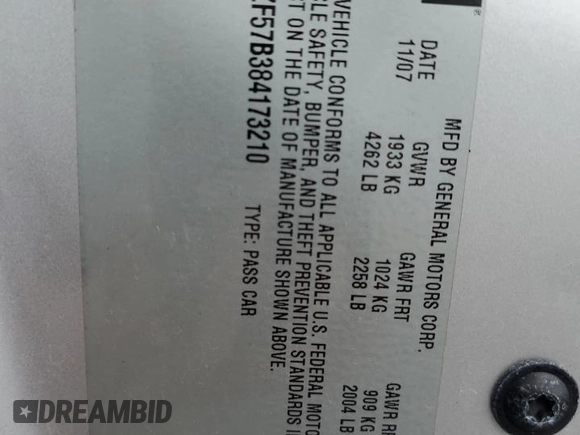 MFD BY GENERAL MOTORS CORP.
DATE GVWR GAWR FRT GAWR
11/07 1933 KG 1024 KG 909 KG
4262 LB 2258 LB 2004 LB
VEHICLE CONFORMS TO ALL APPLICABLE U.S. FEDERAL
SAFETY, BUMPER, AND THEFT PREVENTION STANDARDS
ON THE DATE OF MANUFACTURE SHOWN ABOVE.
F57B384173210 TYPE: PASS CAR
DREAMBID